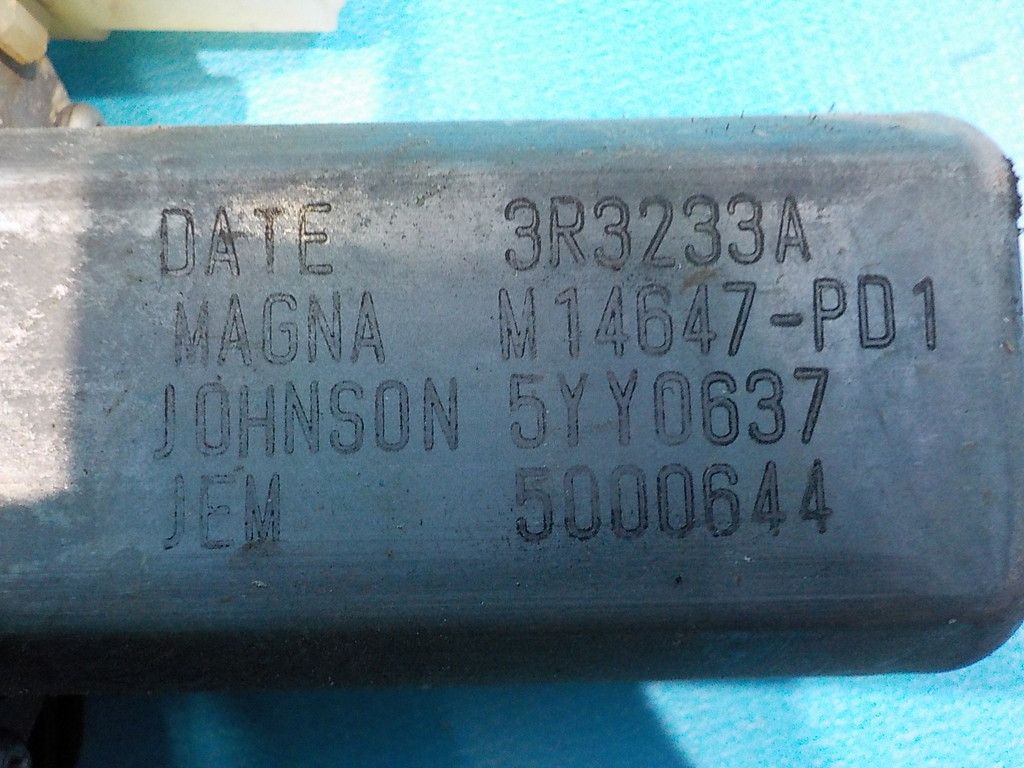 DATE 3R3233A
MAGNA M14647-PD1
JOHNSON 5YY0637
JEM 5000644